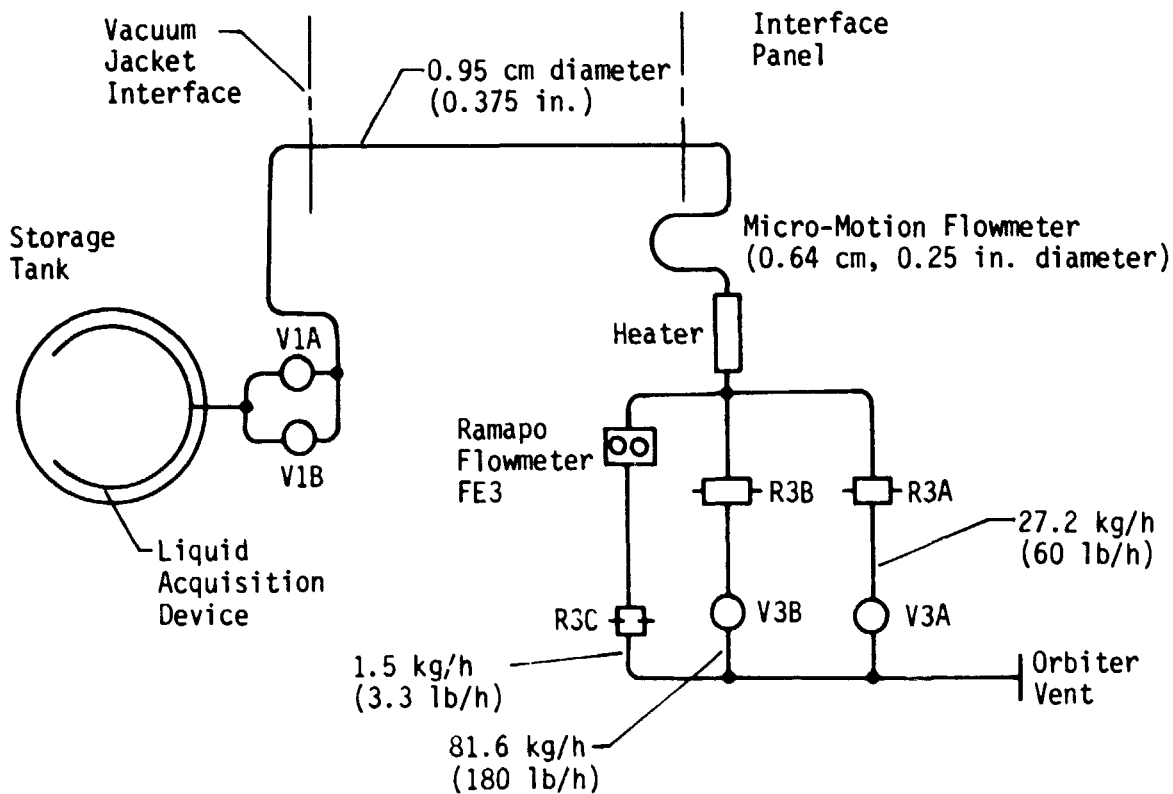 Vacuum
Jacket
Interface
Interface
Panel
0.95 cm diameter
(0.375 in.)
Storage
Tank
Micro-Motion Flowmeter
(0.64 cm, 0.25 in. diameter)
V1A
V1B
Heater
Liquid
Acquisition
Device
Ramapo
Flowmeter
FE3
R3B
R3A
27.2 kg/h
(60 lb/h)
R3C
V3B
V3A
1.5 kg/h
(3.3 lb/h)
81.6 kg/h
(180 lb/h)
Orbiter
Vent